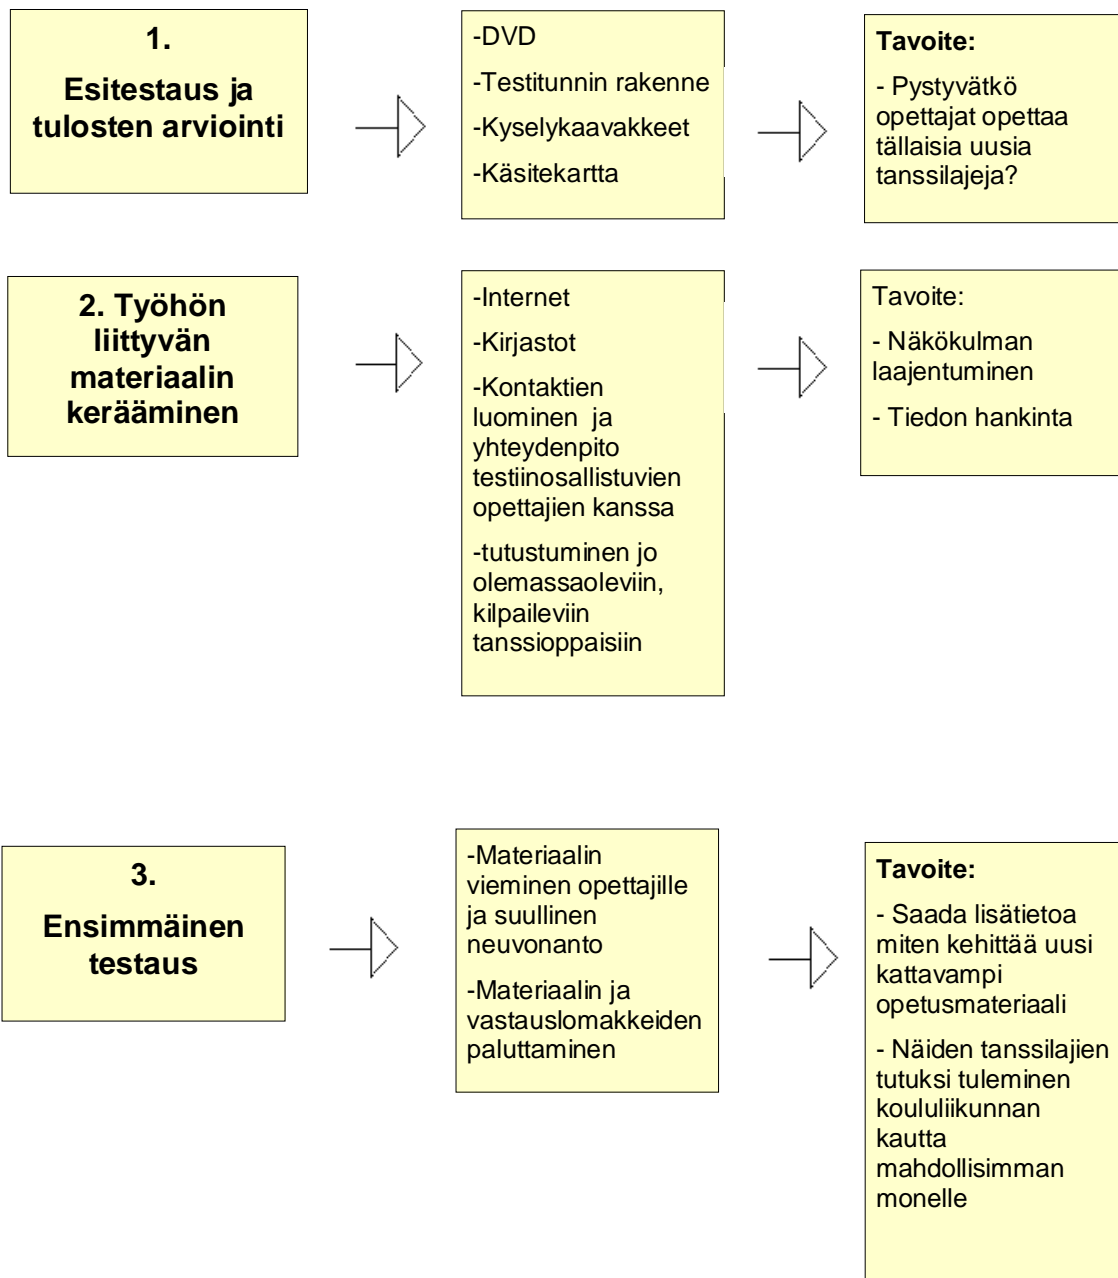 1.
Esitestaus ja
tulosten arviointi
-DVD
-Testitunnin rakenne
-Kyselykaavakkeet
-Käsitekartta
Tavoite:
- Pystyvätkö
opettajat opettaa
tällaisia uusia
tanssilajeja?
2. Työhön
liittyvän
materiaalin
kerääminen
-Internet
-Kirjastot
-Kontaktien
luominen ja
yhteydenpito
testiinosallistuvien
opettajien kanssa
-tutustuminen jo
olemassaoleviin,
kilpaileviin
tanssioppaisiin
Tavoite:
- Näkökulman
laajentuminen
- Tiedon hankinta
3.
Ensimmäinen
testaus
-Materiaalin
vieminen opettajille
ja suullinen
neuvonanto
-Materiaalin ja
vastauslomakkeiden
paluttaminen
Tavoite:
- Saada lisätietoa
miten kehittää uusi
kattavampi
opetusmateriaali
- Näiden tanssilajien
tutuksi tuleminen
koululiikunnan
kautta
mahdollisimman
monelle